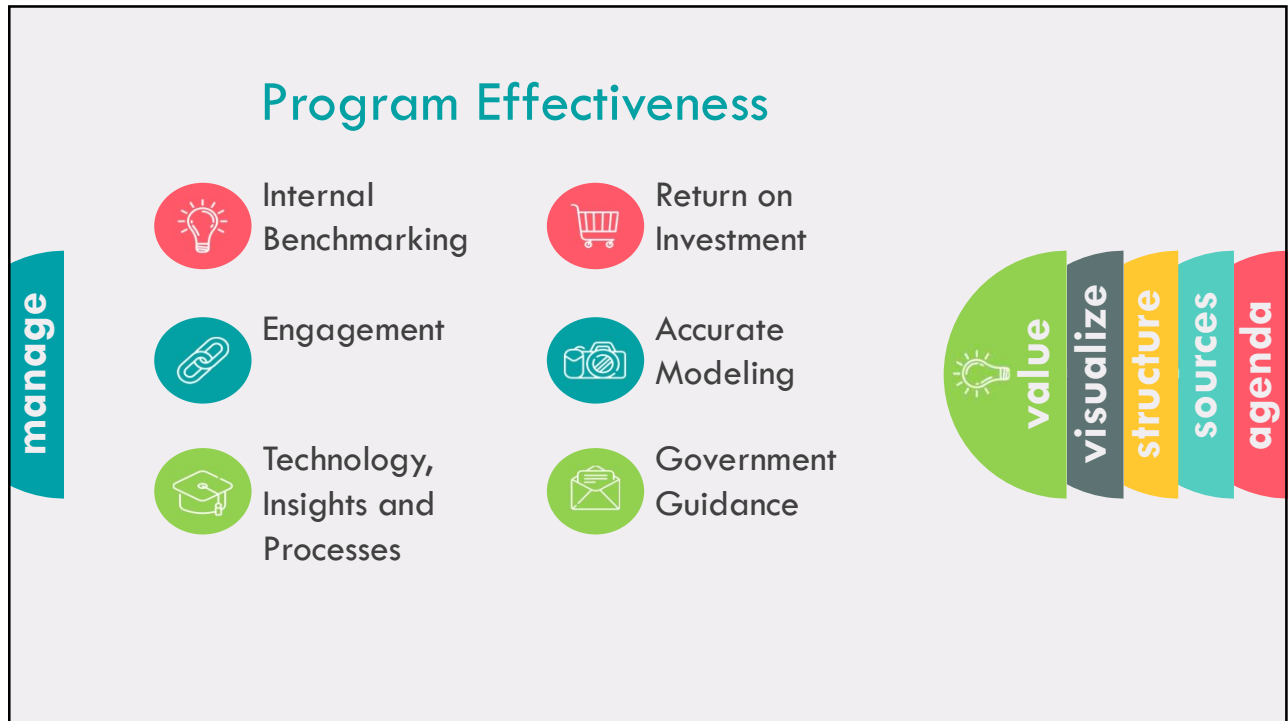 Program Effectiveness
Internal
Benchmarking
Return on
Investment
Engagement
Accurate
Modeling
Technology,
Insights and
Processes
Government
Guidance
manage
value
visualize
structure
sources
agenda